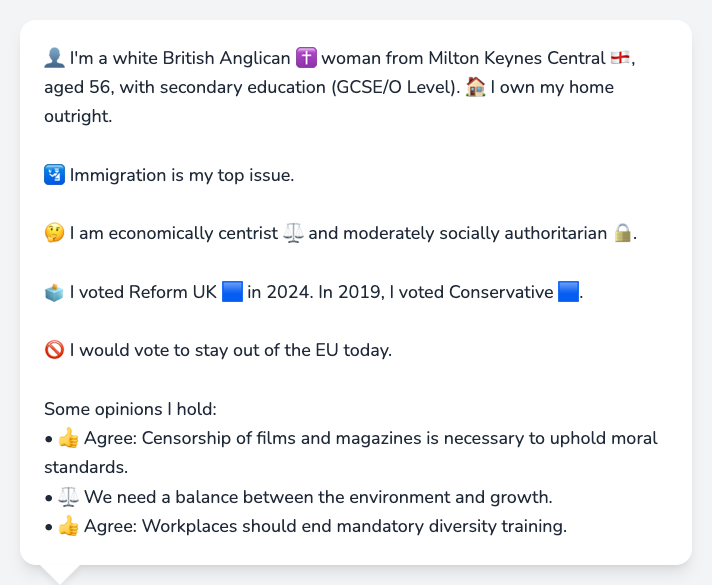 👤 I'm a white British Anglican ✝️ woman from Milton Keynes Central 🏴󠁧󠁢󠁥󠁮󠁧󠁿,
aged 56, with secondary education (GCSE/O Level). 🏠 I own my home
outright.
🛂 Immigration is my top issue.
🤔 I am economically centrist ⚖️ and moderately socially authoritarian 🔒.
🗳️ I voted Reform UK 🟦 in 2024. In 2019, I voted Conservative 🟦.
🚫 I would vote to stay out of the EU today.
Some opinions I hold:
• 👍 Agree: Censorship of films and magazines is necessary to uphold moral
standards.
• ⚖️ We need a balance between the environment and growth.
• 👍 Agree: Workplaces should end mandatory diversity training.